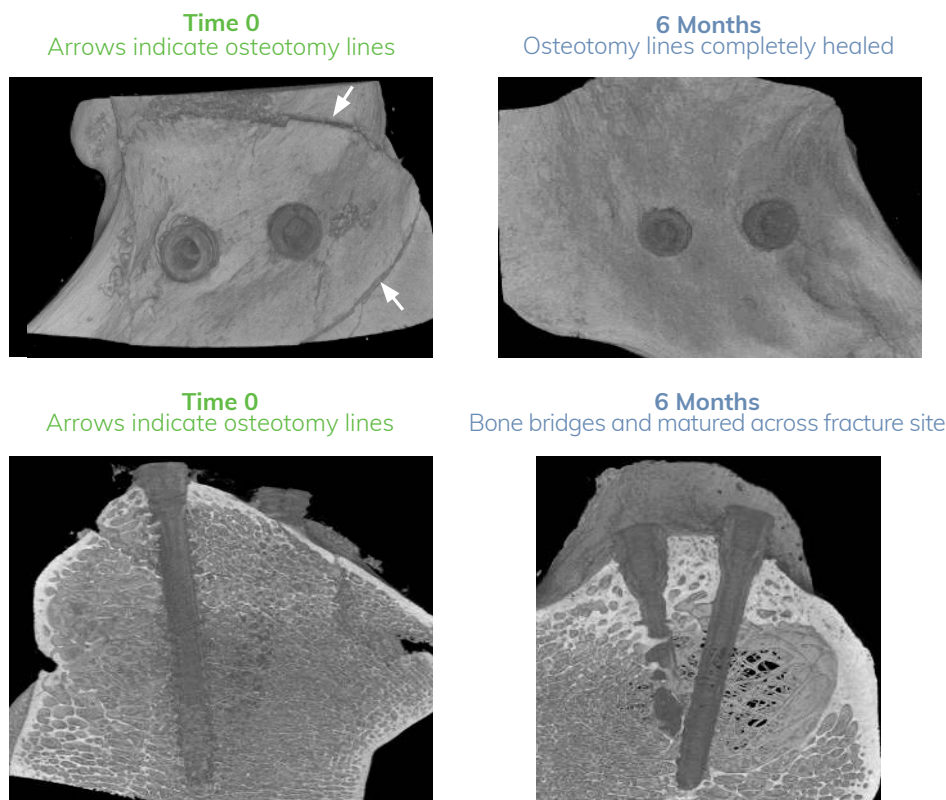 Time 0
Arrows indicate osteotomy lines
6 Months
Osteotomy lines completely healed
Time 0
Arrows indicate osteotomy lines
6 Months
Bone bridges and matured across fracture site